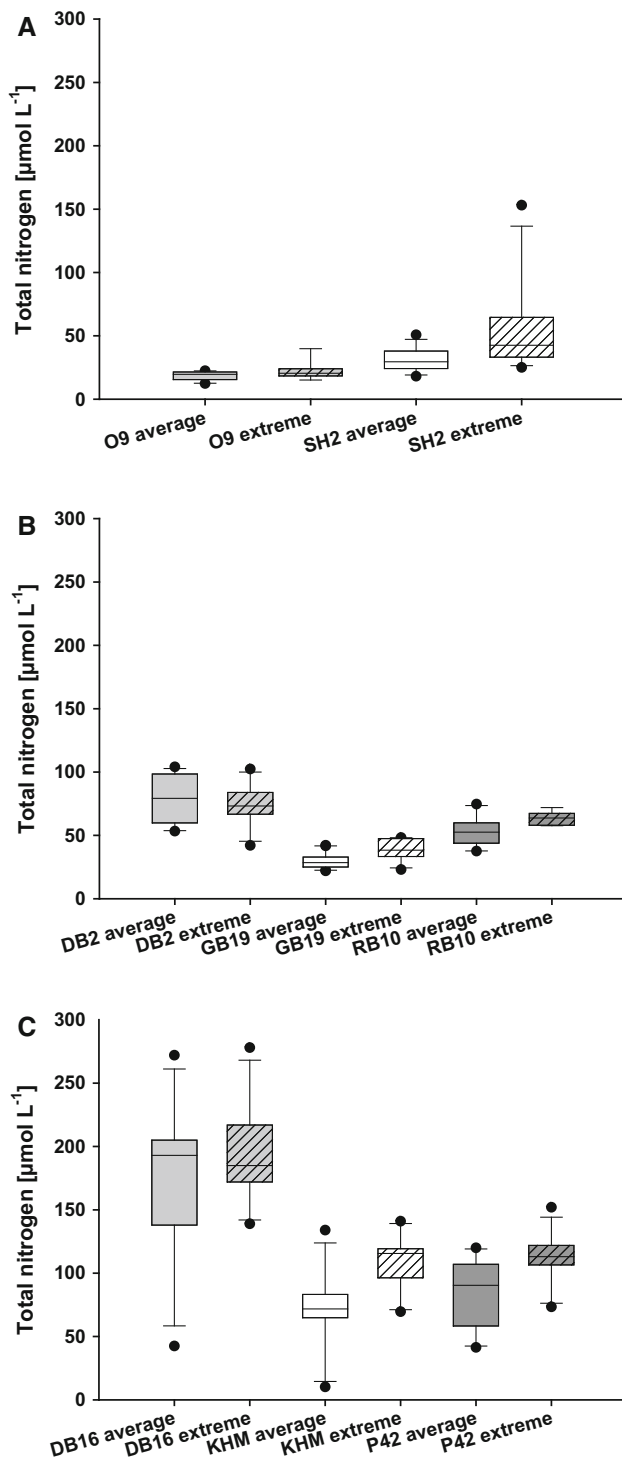 A
Total nitrogen [µmol L-1]
300
250
200
150
100
50
0
O9 average
O9 extreme
SH2 average
SH2 extreme
B
Total nitrogen [µmol L-1]
300
250
200
150
100
50
0
DB2 average
DB2 extreme
GB19 average
GB19 extreme
RB10 average
RB10 extreme
C
Total nitrogen [µmol L-1]
300
250
200
150
100
50
0
DB16 average
DB16 extreme
KHM average
KHM extreme
P42 average
P42 extreme